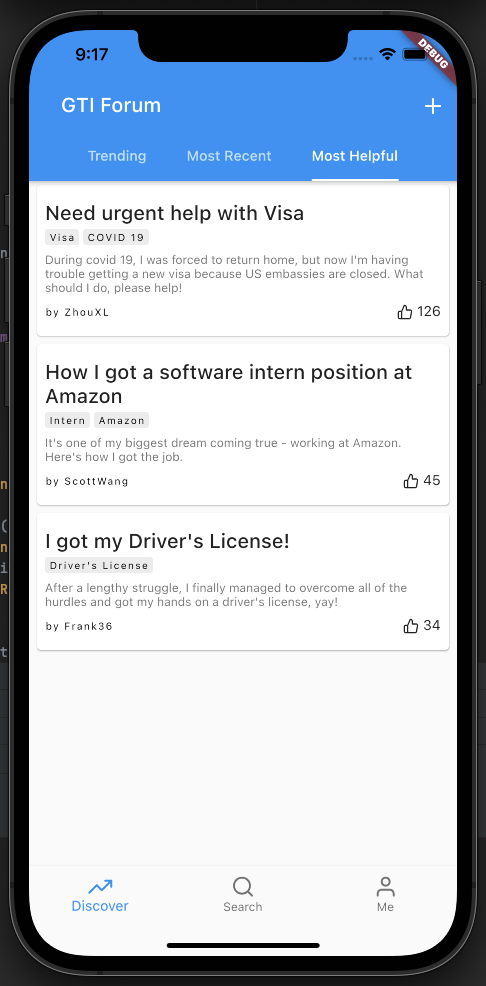 9:17
DEBUG
GTI Forum
Trending Most Recent Most Helpful
Need urgent help with Visa
Visa COVID 19
During covid 19, I was forced to return home, but now I'm having
trouble getting a new visa because US embassies are closed. What
should I do, please help!
by ZhouXL 126
How I got a software intern position at
Amazon
Intern Amazon
It's one of my biggest dream coming true - working at Amazon.
Here's how I got the job.
by ScottWang 45
I got my Driver's License!
Driver's License
After a lengthy struggle, I finally managed to overcome all of the
hurdles and got my hands on a driver's license, yay!
by Frank36 34
Discover Search Me